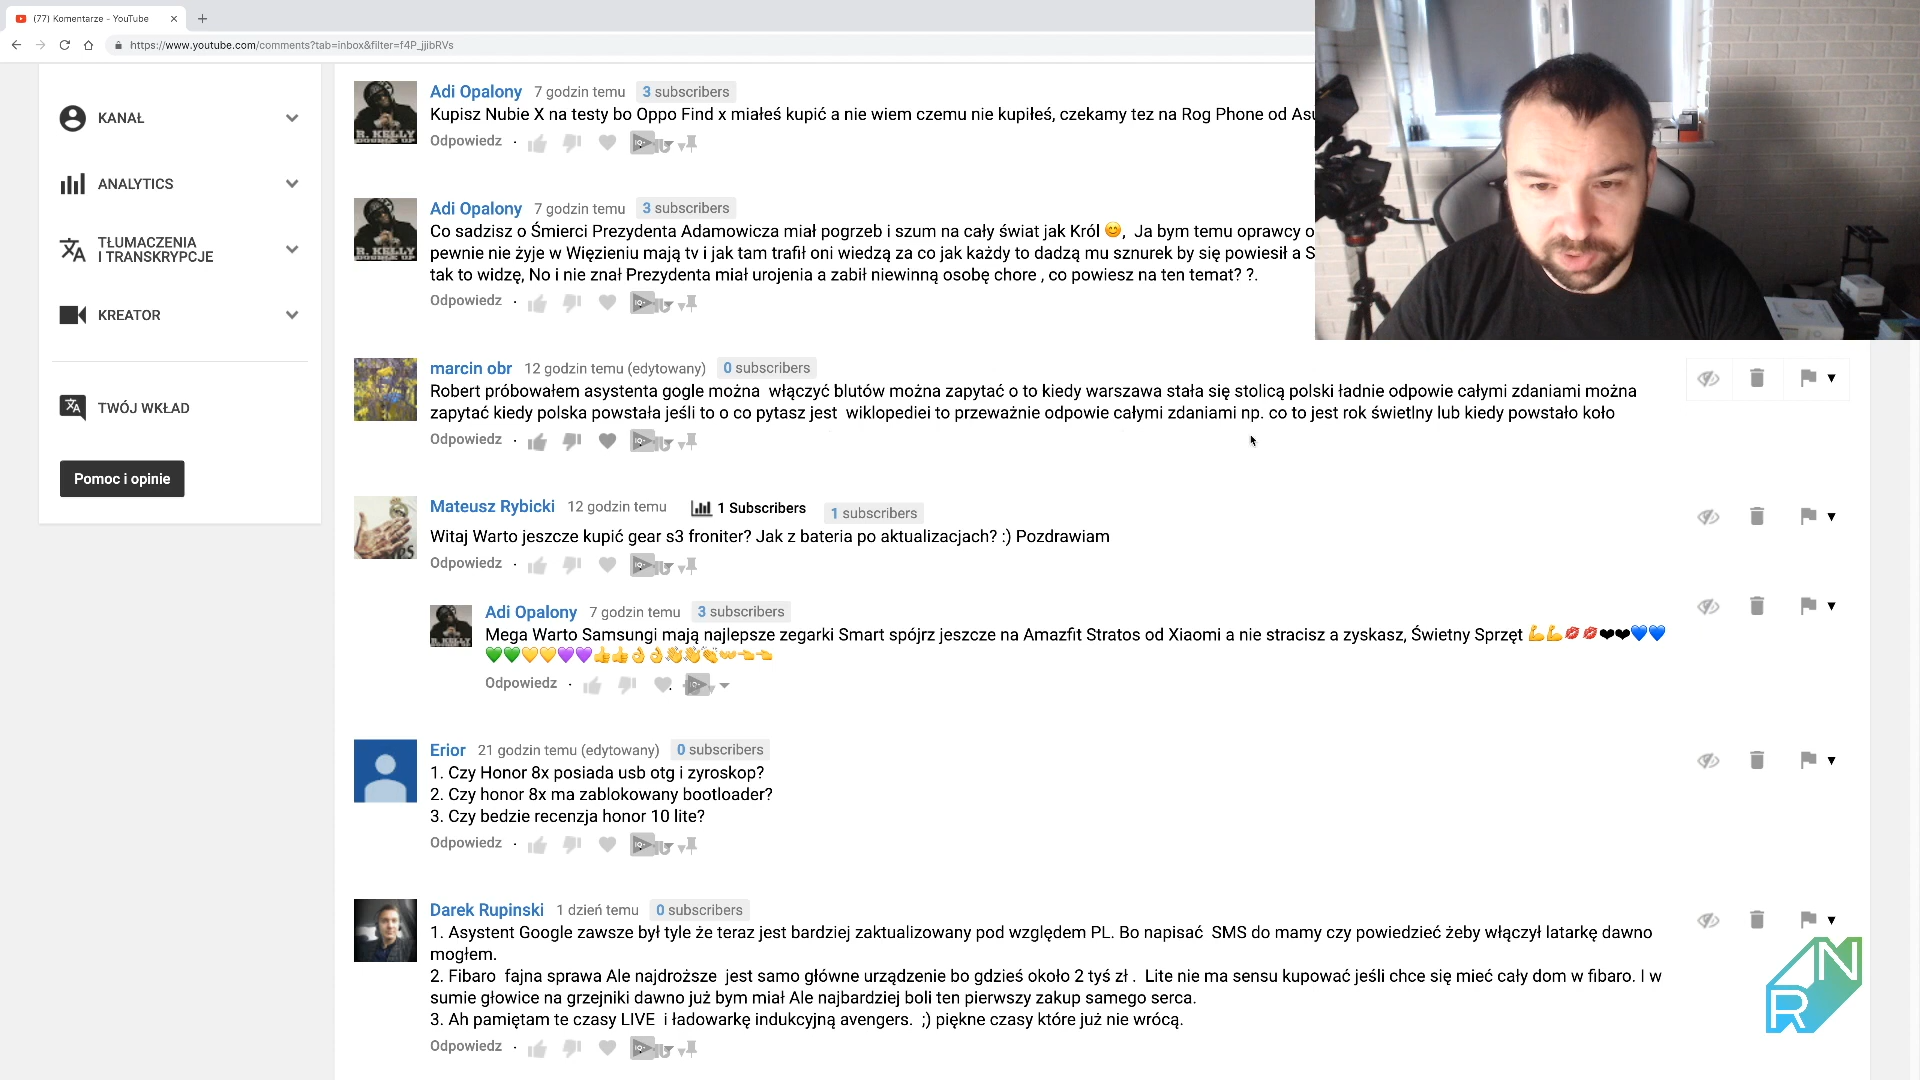 (77) Komentarze - YouTube
https://www.youtube.com/comments?tab=inbox&filter=f4P_jjibRVs
KANAŁ
ANALYTICS
TŁUMACZENIA
I TRANSKRYPCJE
KREATOR
TWÓJ WKŁAD
Pomoc i opinie
Adi Opalony 7 godzin temu 3 subscribers
Kupisz Nubie X na testy bo Oppo Find x miałeś kupić a nie wiem czemu nie kupiłeś, czekamy tez na Rog Phone od Asu
Odpowiedz
Adi Opalony 7 godzin temu 3 subscribers
Co sadzisz o Śmierci Prezydenta Adamowicza miał pogrzeb i szum na cały świat jak Król 😊, Ja bym temu oprawcy o
pewnie nie żyje w Więzieniu mają tv i jak tam trafił oni wiedzą za co jak każdy to dadzą mu sznurek by się powiesił a S
tak to widzę, No i nie znał Prezydenta miał urojenia a zabił niewinną osobę chore , co powiesz na ten temat? ?.
Odpowiedz
marcin obr 12 godzin temu (edytowany) 0 subscribers
Robert próbowałem asystenta gogle można włączyć blutów można zapytać o to kiedy warszawa stała się stolicą polski ładnie odpowie całymi zdaniami można
zapytać kiedy polska powstała jeśli to o co pytasz jest wiklopediei to przeważnie odpowie całymi zdaniami np. co to jest rok świetlny lub kiedy powstało koło
Odpowiedz
Mateusz Rybicki 12 godzin temu 1 Subscribers 1 subscribers
Witaj Warto jeszcze kupić gear s3 froniter? Jak z bateria po aktualizacjach? :) Pozdrawiam
Odpowiedz
Adi Opalony 7 godzin temu 3 subscribers
Mega Warto Samsungi mają najlepsze zegarki Smart spójrz jeszcze na Amazfit Stratos od Xiaomi a nie stracisz a zyskasz, Świetny Sprzęt 💪💪💋💋❤❤💙💙
💚💚💛💛💜💜👍👍👌👌👋👋👏👐👈👈
Odpowiedz
Erior 21 godzin temu (edytowany) 0 subscribers
1. Czy Honor 8x posiada usb otg i zyroskop?
2. Czy honor 8x ma zablokowany bootloader?
3. Czy bedzie recenzja honor 10 lite?
Odpowiedz
Darek Rupinski 1 dzień temu 0 subscribers
1. Asystent Google zawsze był tyle że teraz jest bardziej zaktualizowany pod względem PL. Bo napisać SMS do mamy czy powiedzieć żeby włączył latarkę dawno
mogłem.
2. Fibaro fajna sprawa Ale najdroższe jest samo główne urządzenie bo gdzieś około 2 tyś zł . Lite nie ma sensu kupować jeśli chce się mieć cały dom w fibaro. I w
sumie głowice na grzejniki dawno już bym miał Ale najbardziej boli ten pierwszy zakup samego serca.
3. Ah pamiętam te czasy LIVE i ładowarkę indukcyjną avengers. ;) piękne czasy które już nie wrócą.
Odpowiedz
R N